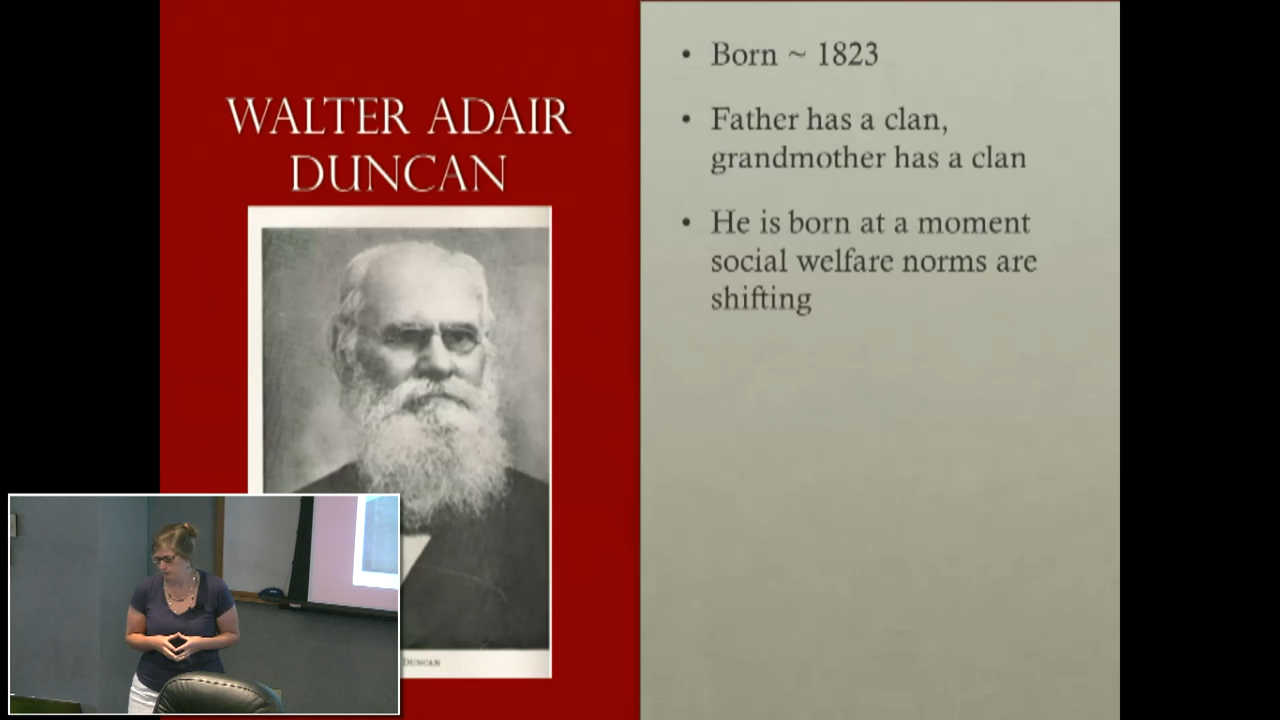 WALTER ADAIR
DUNCAN
• Born ~ 1823
• Father has a clan,
grandmother has a clan
• He is born at a moment
social welfare norms are
shifting
DUNCAN